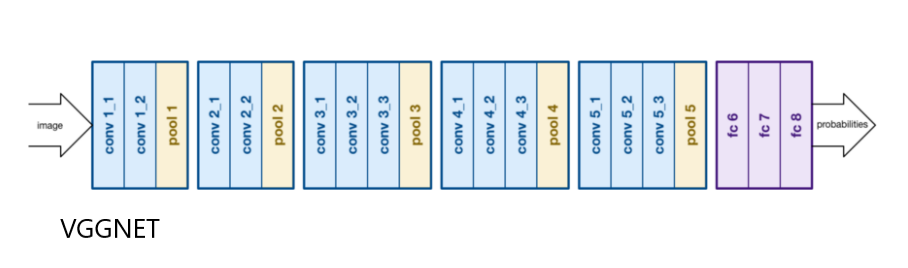 image
conv 1_1
conv 1_2
pool 1
conv 2_1
conv 2_2
pool 2
conv 3_1
conv 3_2
conv 3_3
pool 3
conv 4_1
conv 4_2
conv 4_3
pool 4
conv 5_1
conv 5_2
conv 5_3
pool 5
fc 6
fc 7
fc 8
probabilities
VGGNET